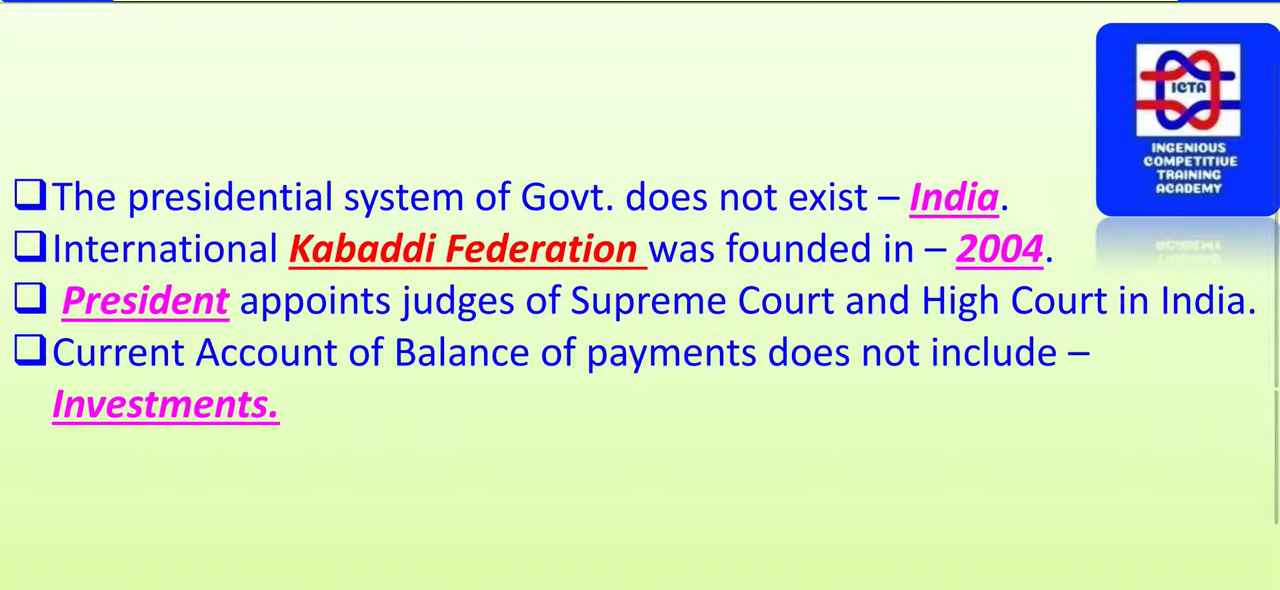 ICTA
INGENIOUS
COMPETITIVE
TRAINING
ACADEMY
❑The presidential system of Govt. does not exist – India.
❑International Kabaddi Federation was founded in – 2004.
❑ President appoints judges of Supreme Court and High Court in India.
❑Current Account of Balance of payments does not include –
Investments.